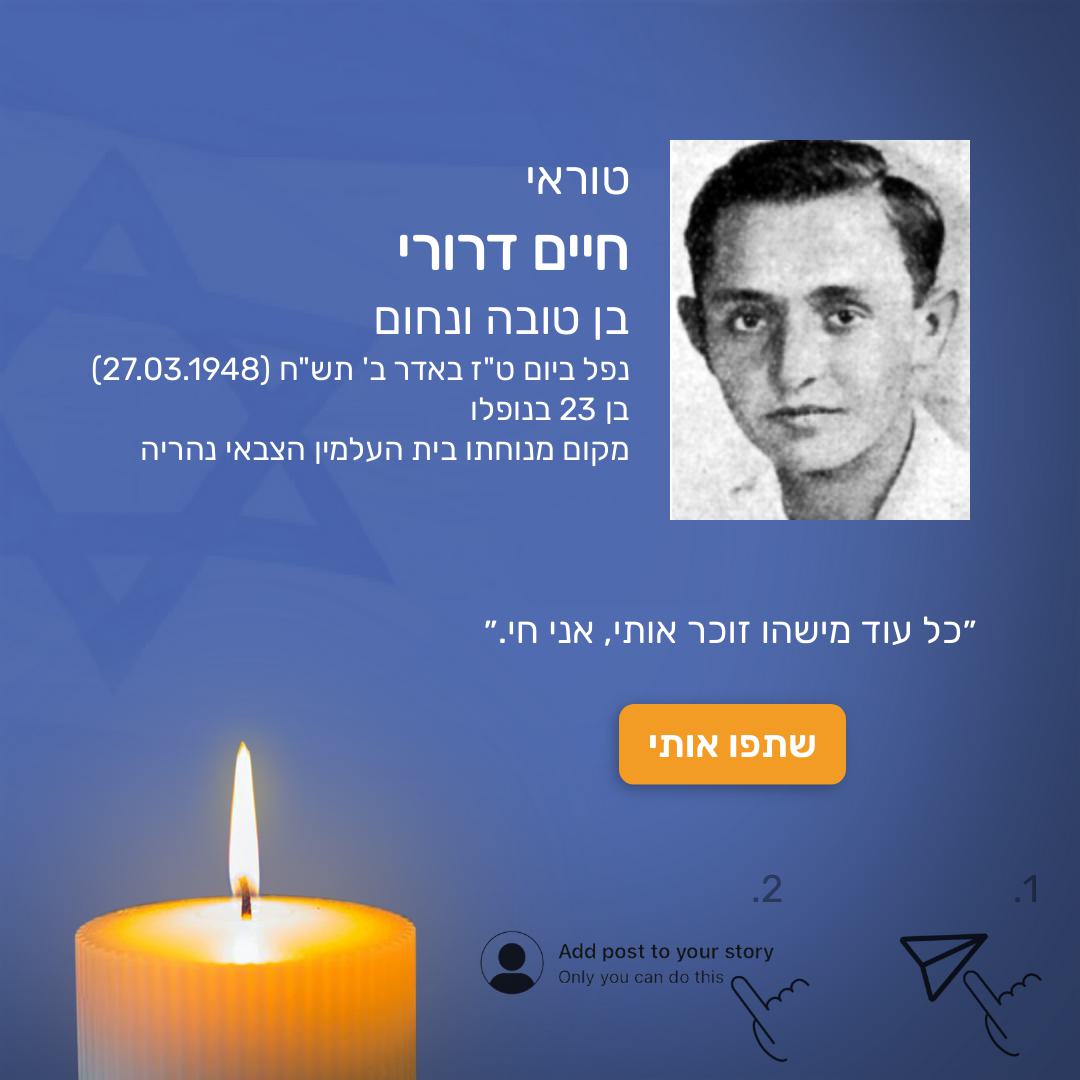 טוראי
חיים דרורי
בן טובה ונחום
נפל ביום ט"ז באדר ב' תש"ח (27.03.1948)
בן 23 בנופלו
מקום מנוחתו בית העלמין הצבאי נהריה
״כל עוד מישהו זוכר אותי, אני חי.״
שתפו אותי
.1
.2
Add post to your story
Only you can do this